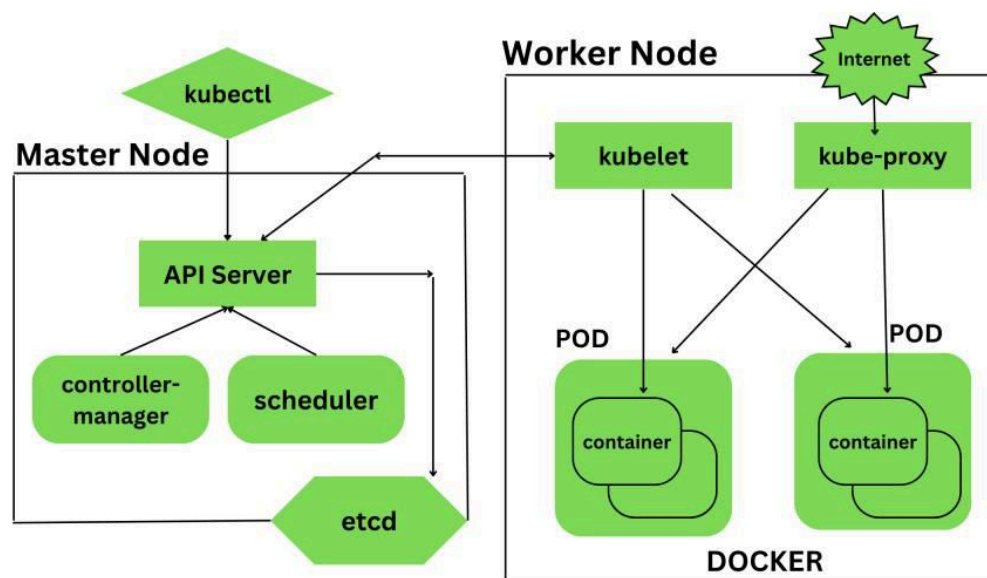 kubectl
Master Node
API Server
controller-
manager
scheduler
etcd
Worker Node
Internet
kubelet
kube-proxy
POD
POD
container
container
DOCKER